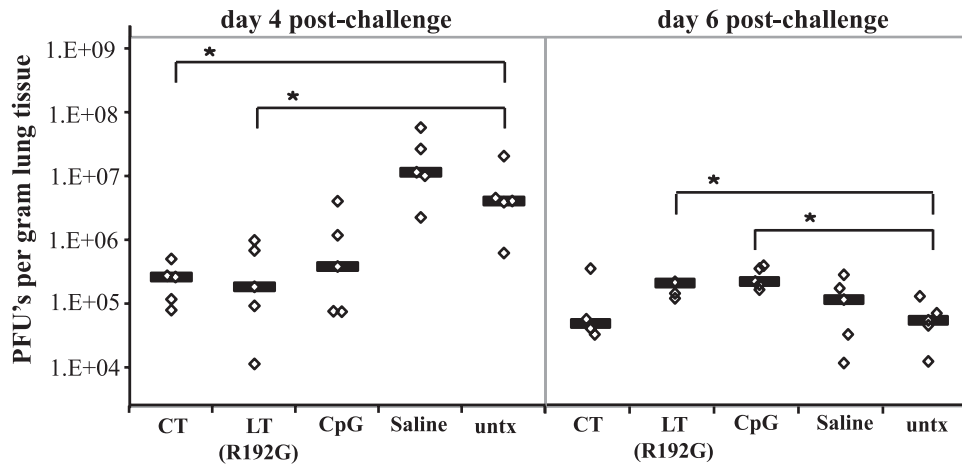 day 4 post-challenge
day 6 post-challenge
PFU's per gram lung tissue
1.E+09
1.E+08
1.E+07
1.E+06
1.E+05
1.E+04
*
*
*
*
CT
LT
(R192G)
CpG
Saline
untx
CT
LT
(R192G)
CpG
Saline
untx